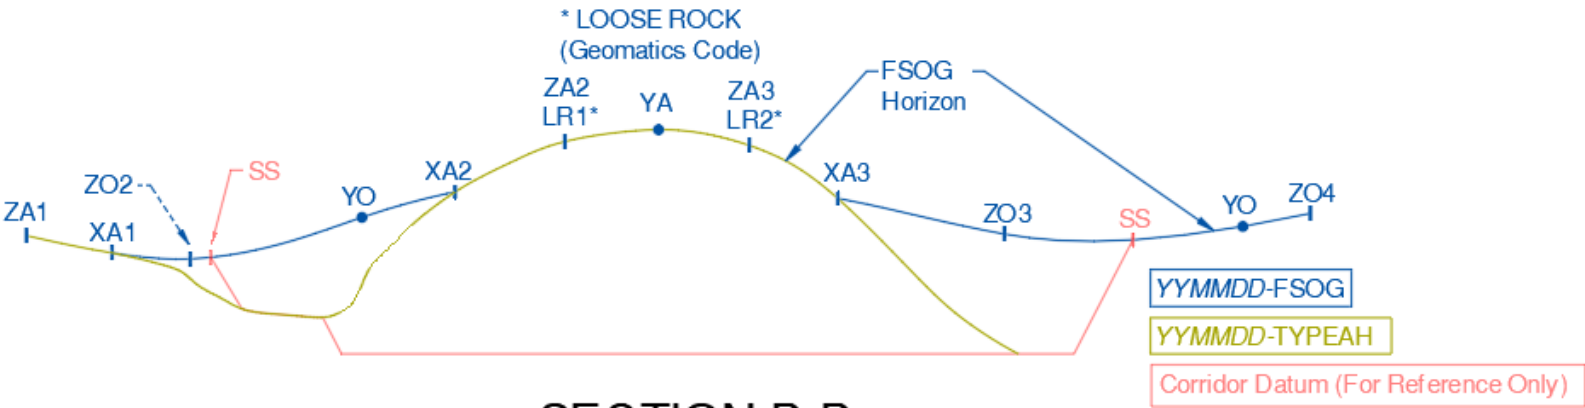 * LOOSE ROCK
(Geomatics Code)
ZA2
LR1*
YA
ZA3
LR2*
FSOG
Horizon
XA2
XA3
SS
ZO2
YO
ZA1
XA1
ZO3
SS
YO
ZO4
YYMMDD-FSOG
YYMMDD-TYPEAH
Corridor Datum (For Reference Only)